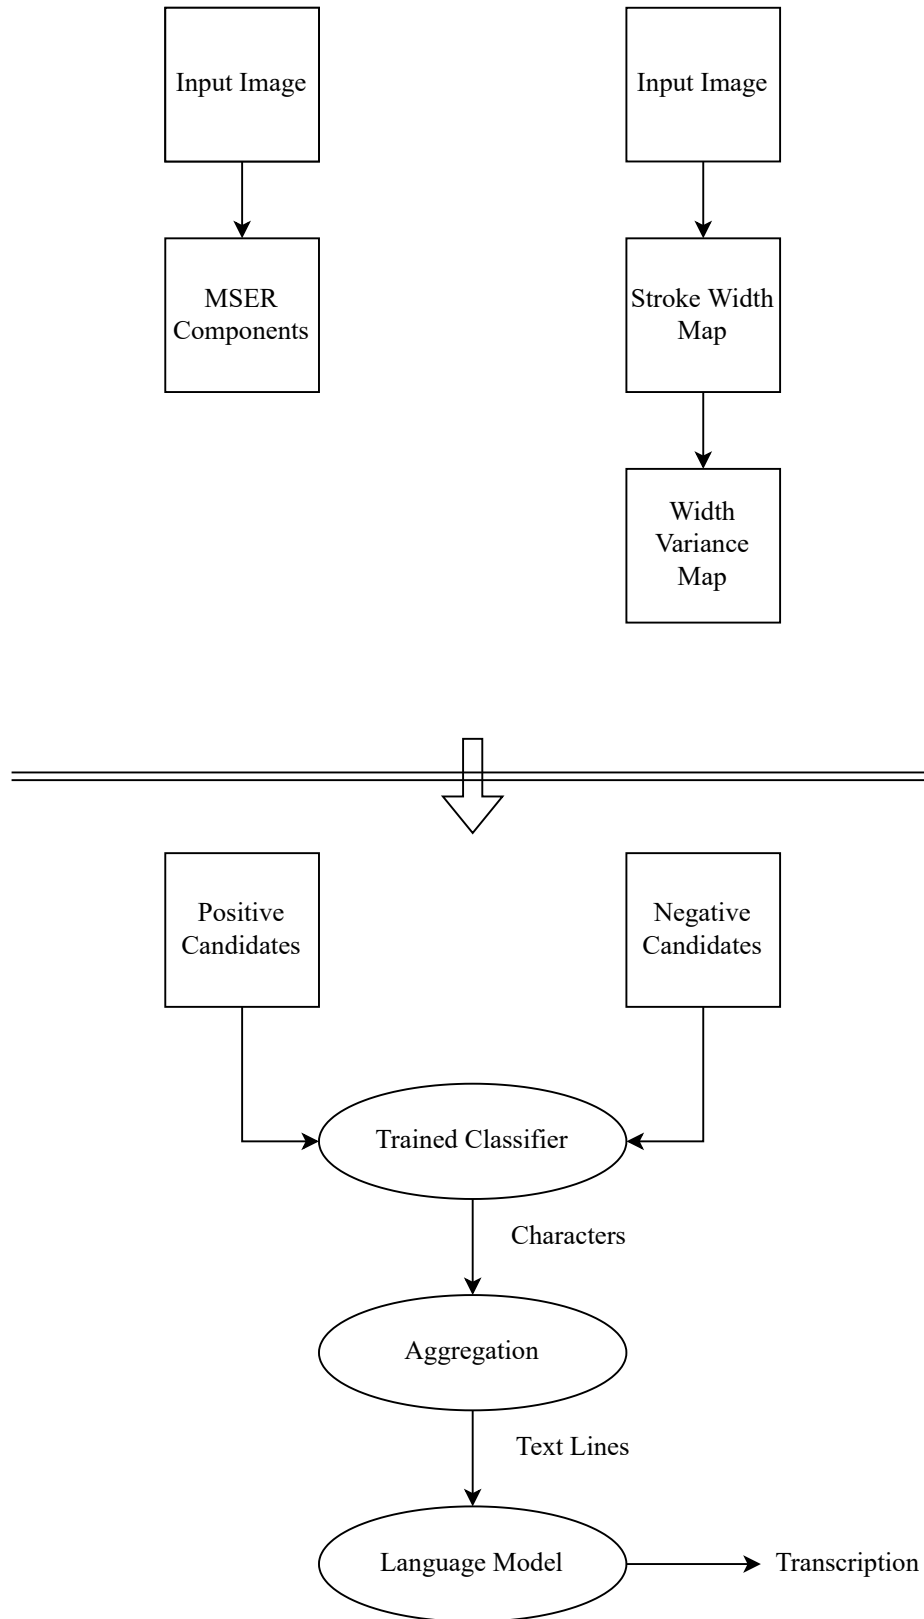 Input Image
Input Image
MSER
Components
Stroke Width
Map
Width
Variance
Map
Positive
Candidates
Negative
Candidates
Trained Classifier
Characters
Aggregation
Text Lines
Language Model
Transcription